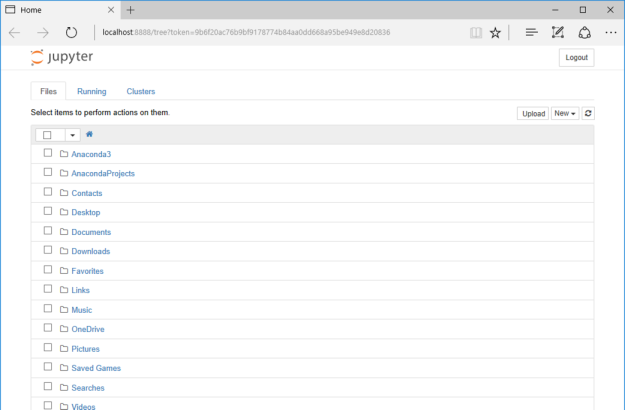 Home
localhost:8888/tree?token=9b6f20ac76b9bf9178774b84aa0dd668a95be949e8d20836
jupyter
Logout
Files Running Clusters
Select items to perform actions on them.
Upload New
Anaconda3
AnacondaProjects
Contacts
Desktop
Documents
Downloads
Favorites
Links
Music
OneDrive
Pictures
Saved Games
Searches
Videos